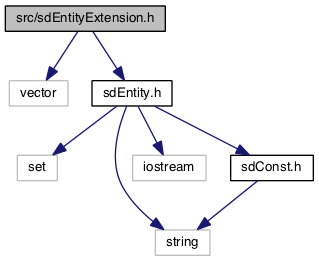 src/sdEntityExtension.h
vector
sdEntity.h
set
iostream
sdConst.h
string